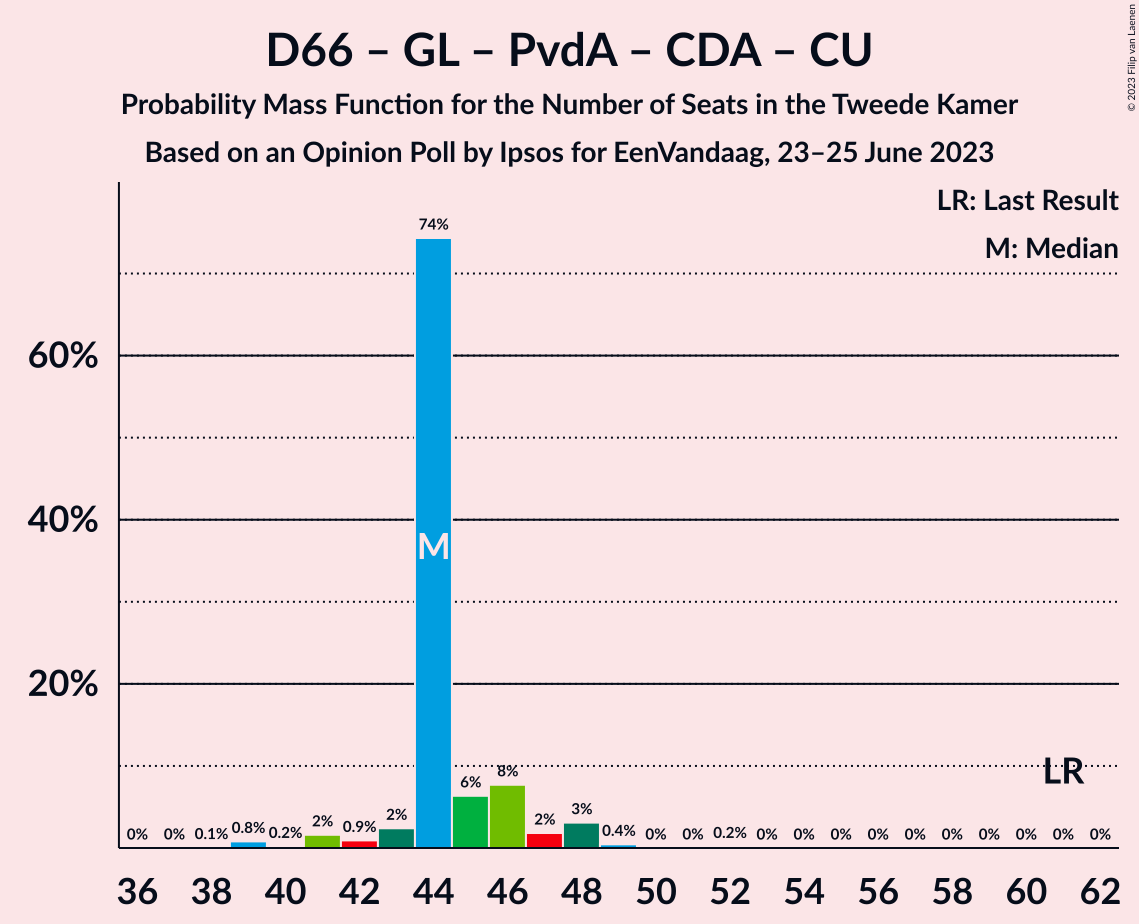 D66 – GL – PvdA – CDA – CU
Probability Mass Function for the Number of Seats in the Tweede Kamer
Based on an Opinion Poll by Ipsos for EenVandaag, 23–25 June 2023
© 2023 Filip van Laenen
LR: Last Result
M: Median
60%
40%
20%
0% 0% 0.1% 0.8% 0.2% 2% 0.9% 2% 74% 6% 8% 2% 3% 0.4% 0% 0% 0.2% 0% 0% 0% 0% 0% 0% 0% 0% 0% 0%
M
LR
36 38 40 42 44 46 48 50 52 54 56 58 60 62